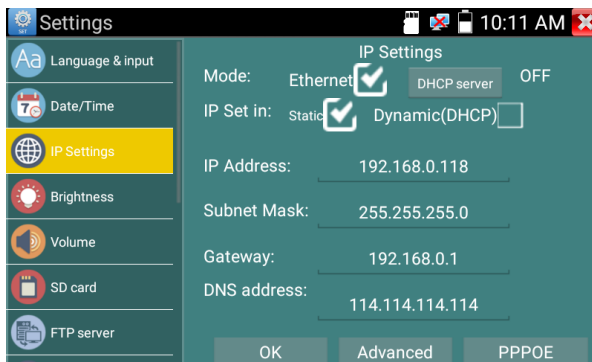 Settings
10:11 AM
SET
Aa Language & input
7 Date/Time
IP Settings
Brightness
Volume
SD card
FTP server
IP Settings
Mode: Ethernet DHCP server OFF
IP Set in: Static Dynamic(DHCP)
IP Address: 192.168.0.118
Subnet Mask: 255.255.255.0
Gateway: 192.168.0.1
DNS address: 114.114.114.114
OK Advanced PPPOE